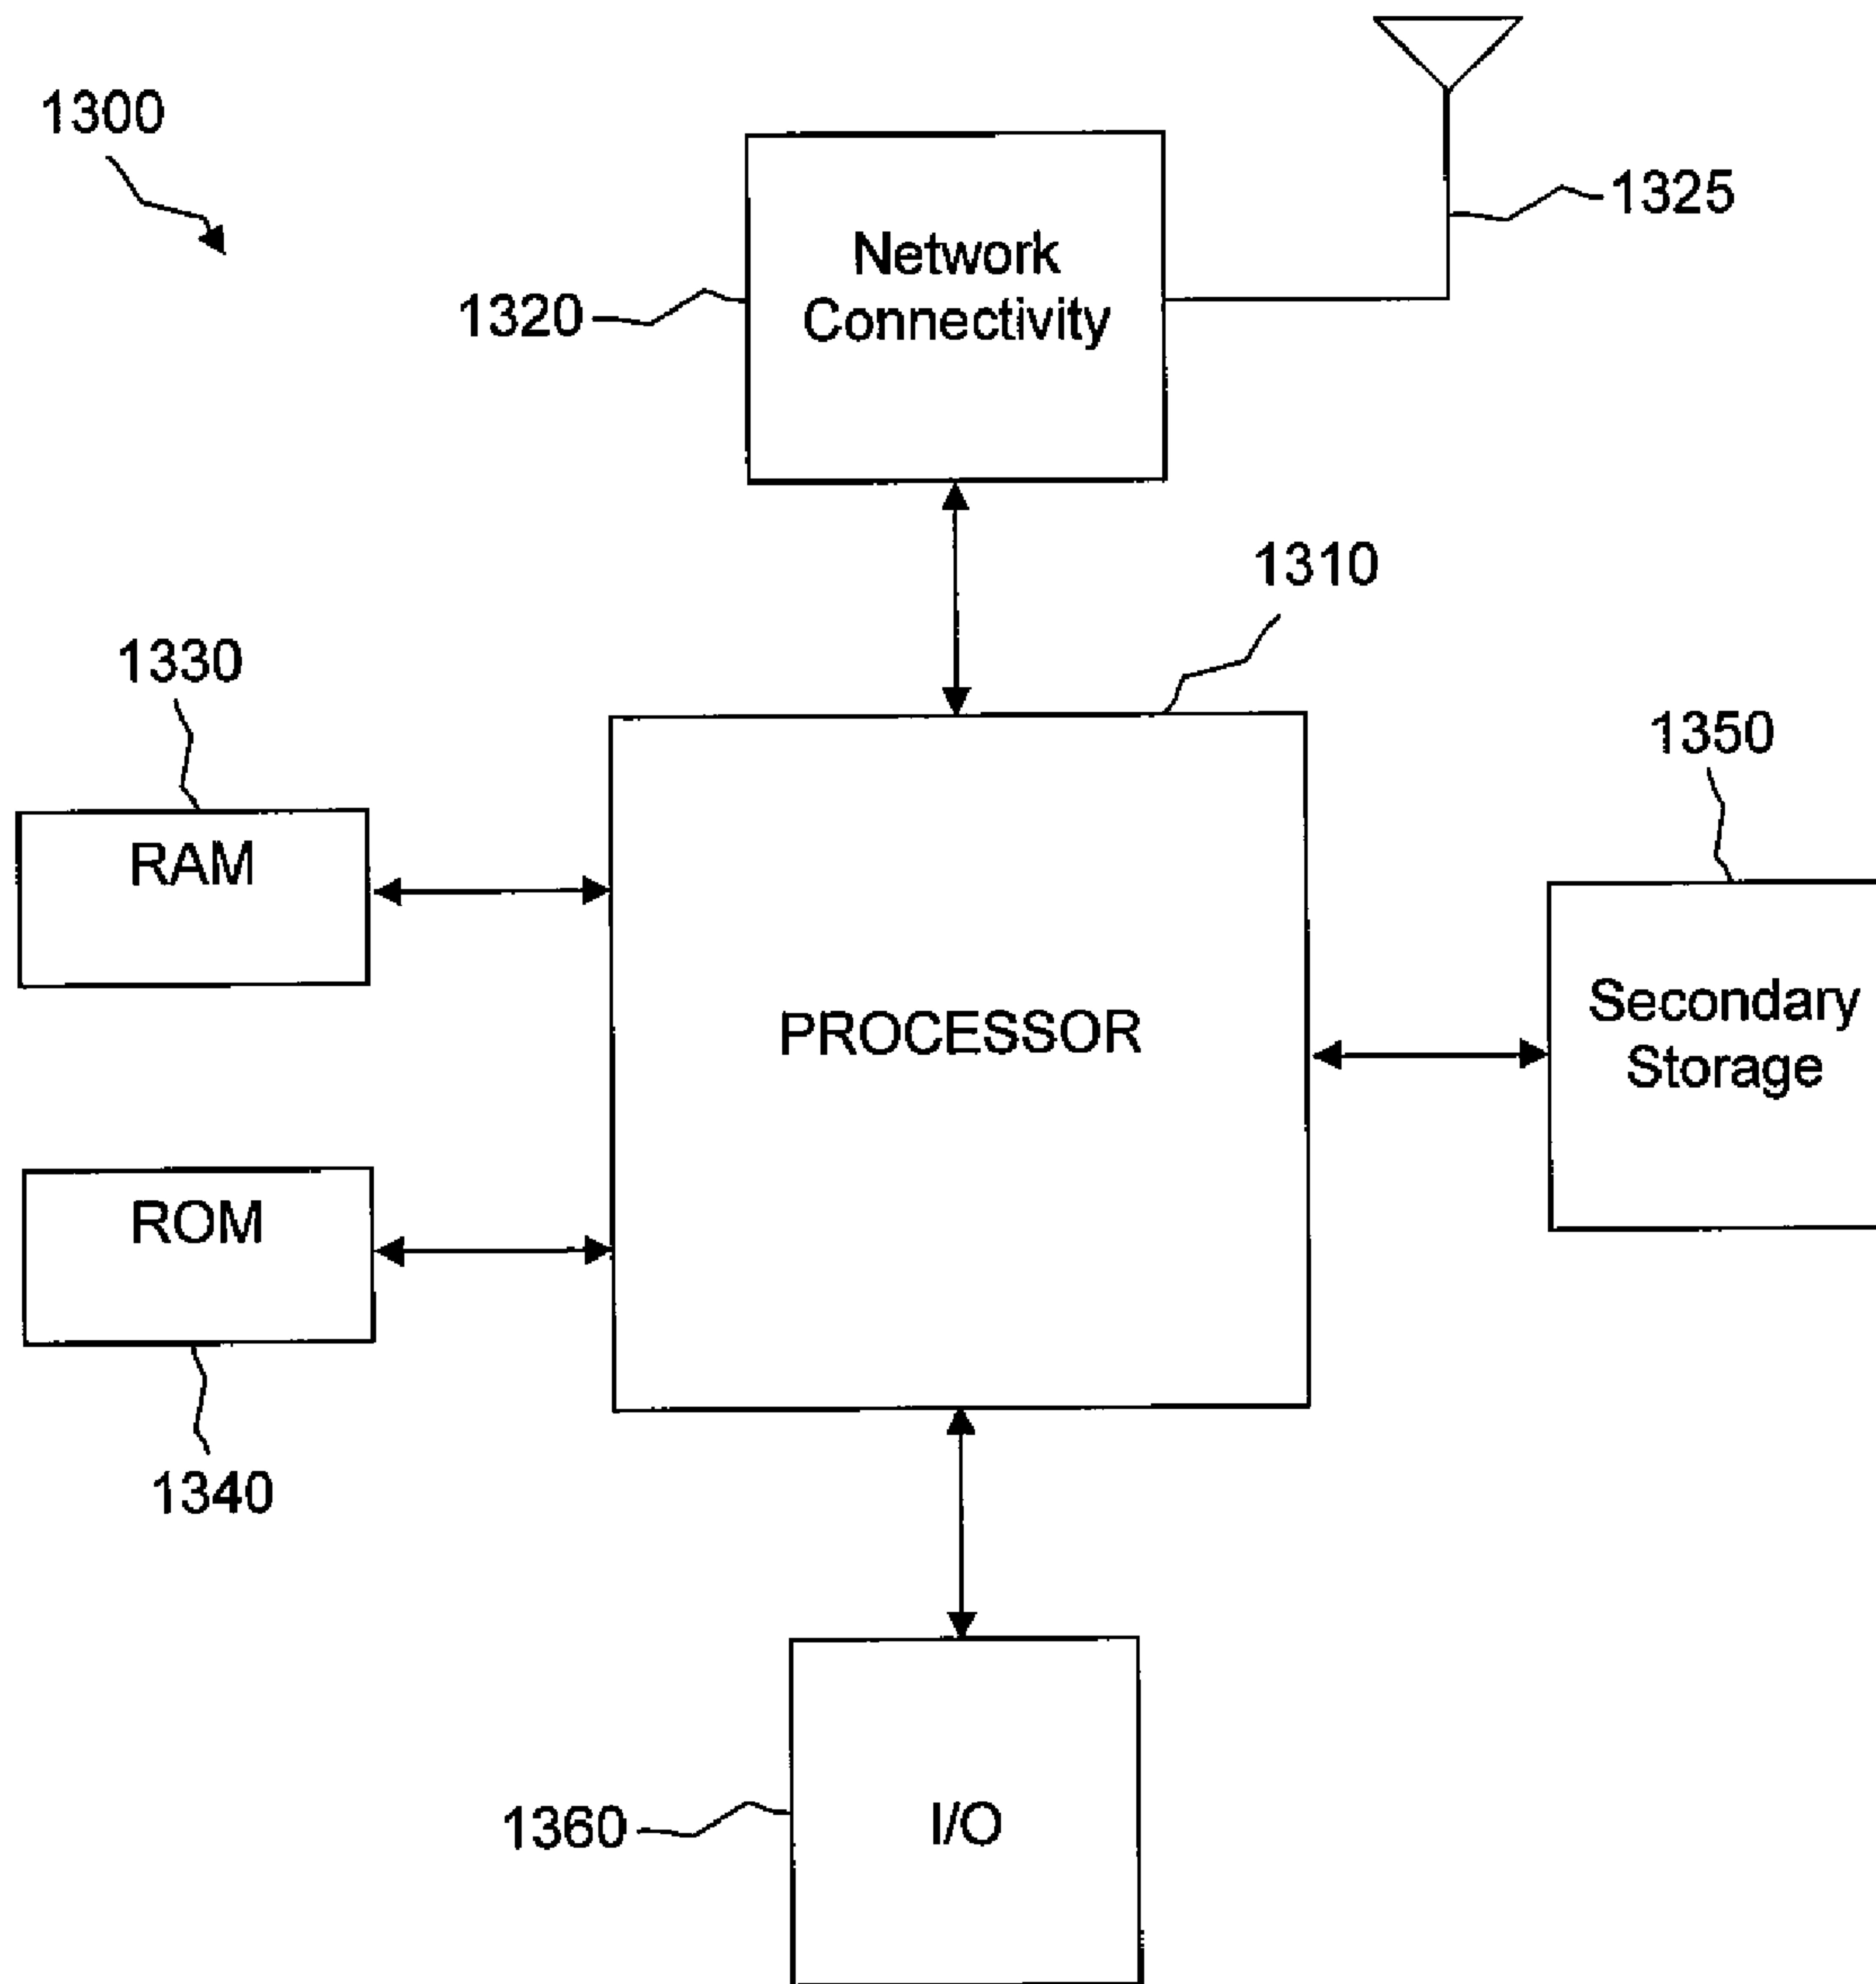 1300
1325
Network
Connectivity
1320
1310
1330
1350
RAM
PROCESSOR
Secondary
Storage
ROM
1340
1360
I/O